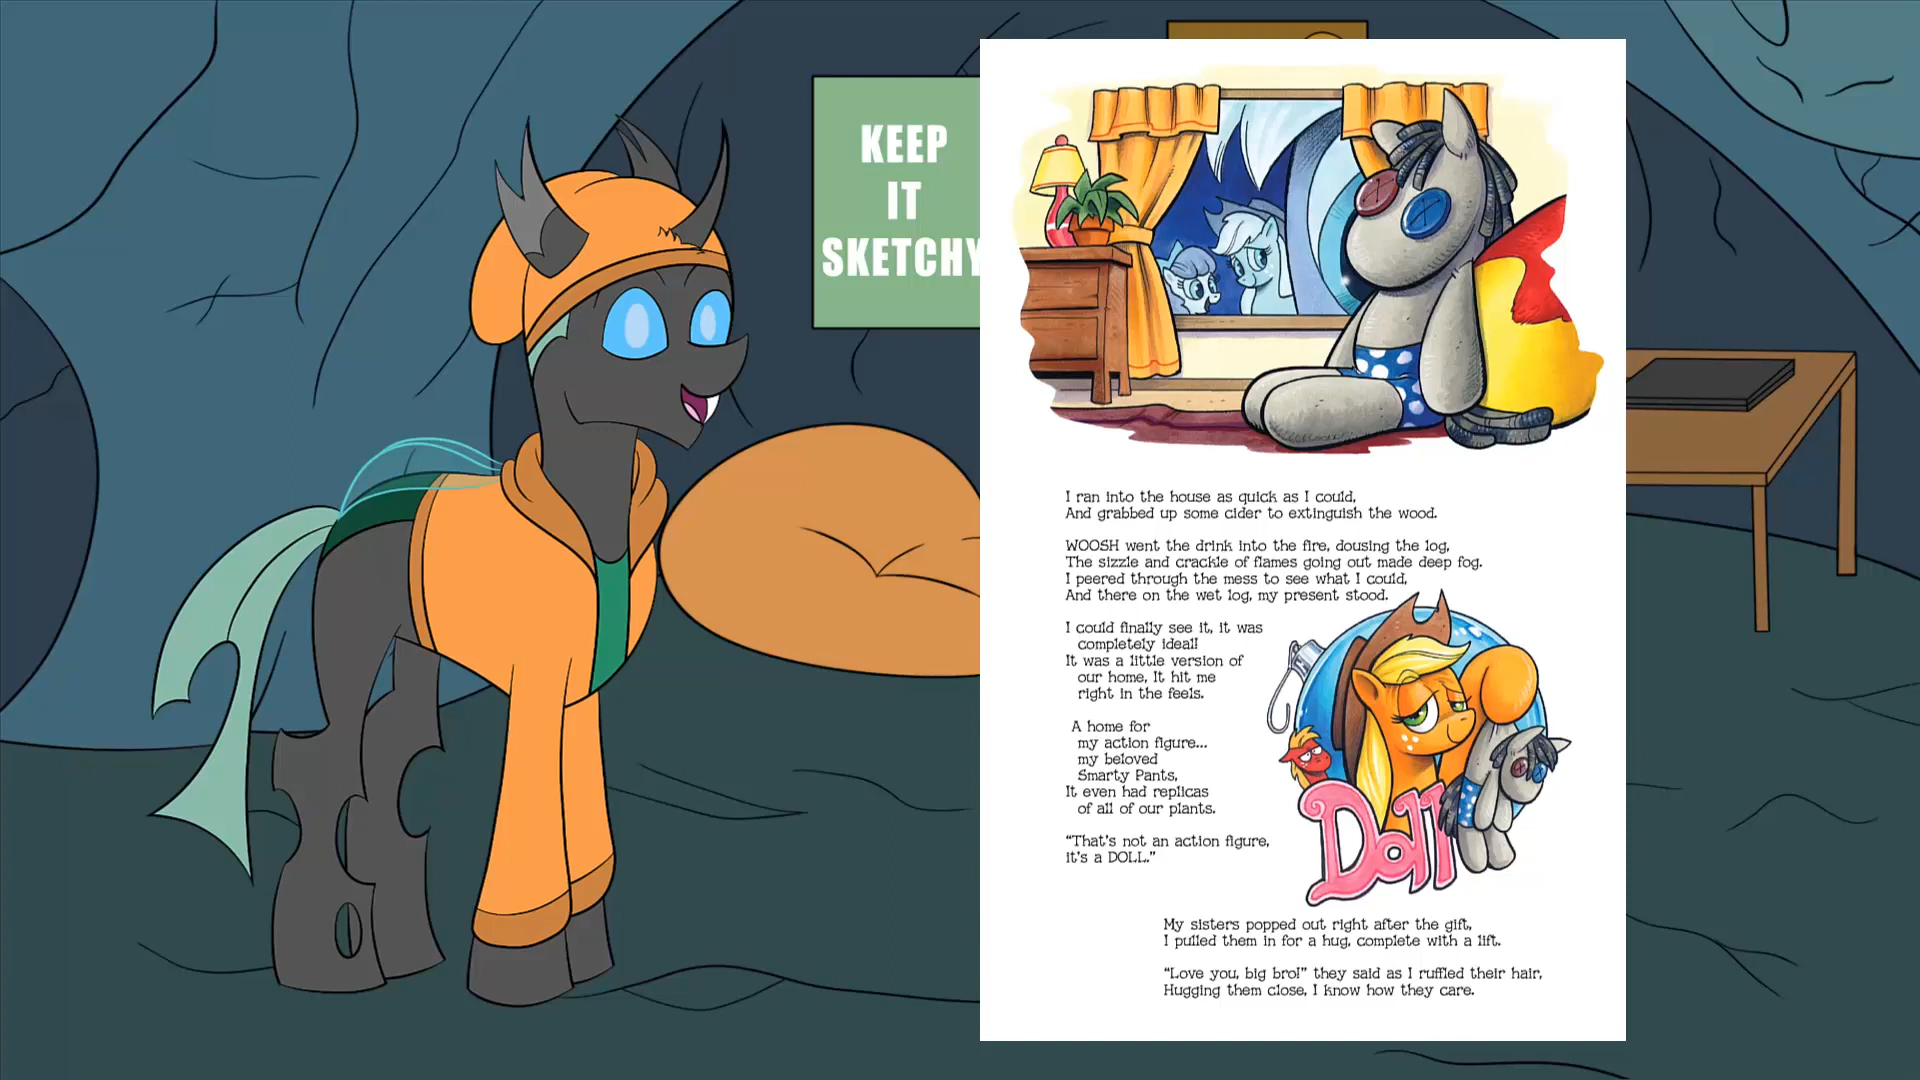 KEEP
IT
SKETCHY
I ran into the house as quick as I could,
And grabbed up some cider to extinguish the wood.
WOOSH went the drink into the fire, dousing the log,
The sizzle and crackle of flames going out made deep fog.
I peered through the mess to see what I could,
And there on the wet log, my present stood.
I could finally see it, it was
completely ideal!
It was a little version of
our home, It hit me
right in the feels.
A home for
my action figure...
my beloved
Smarty Pants,
It even had replicas
of all of our plants.
“That's not an action figure,
it's a DOLL.”
Doll
My sisters popped out right after the gift,
I pulled them in for a hug, complete with a lift.
“Love you, big bro!” they said as I ruffled their hair,
Hugging them close, I know how they care.